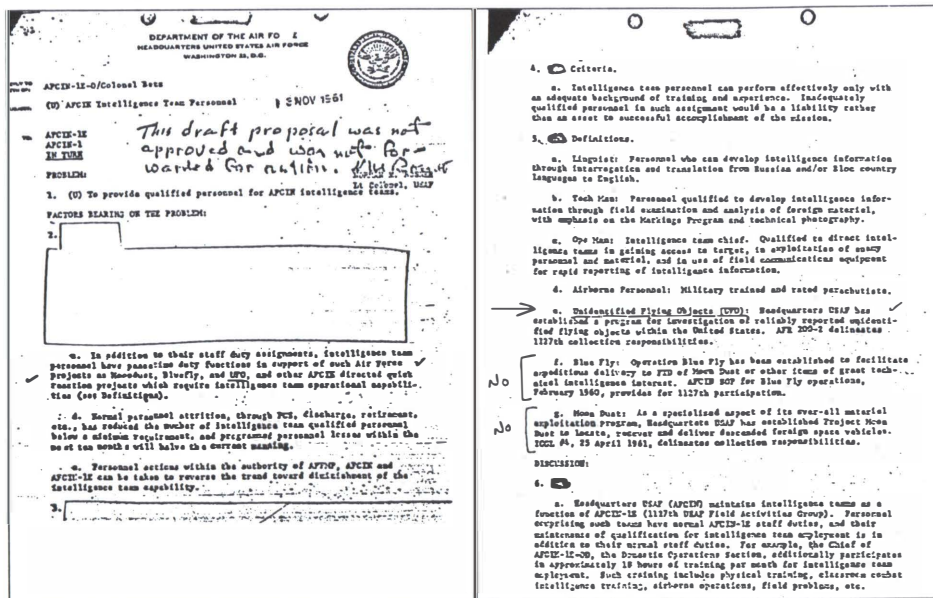 DEPARTMENT OF THE AIR FO E
HEADQUARTERS UNITED STATES AIR FORCE
WASHINGTON 25, D.C.
AFCIN-1E-O/Colonel Betz
(U) AFCIN Intelligence Team Personnel
3 NOV 1961
AFCIN-1E
AFCIN-1
IN TURN
This draft proposal was not
approved and was not for-
warded for action.
Lt Colonel, USAF
PROBLEM:
1. (U) To provide qualified personnel for AFCIN intelligence teams.
FACTORS BEARING ON THE PROBLEM:
2.
c. In addition to their staff duty assignments, intelligence team
personnel have peacetime duty functions in support of such Air Force
projects as Moondust, Bluefly, and UFO, and other AFCIN directed quick
reaction projects which require intelligence team operational capabili-
ties (see Definitions).
d. Normal personnel attrition, through PCS, discharge, retirement,
etc., has reduced the number of intelligence team qualified personnel
below a minimum requirement, and programed personnel losses within the
next ten months will halve the current manning.
e. Personnel actions within the authority of AFPMP, AFCIN and
AFCIN-1E can be taken to reverse the trend toward diminishment of the
intelligence team capability.
3.
4. Criteria.
a. Intelligence team personnel can perform effectively only with
an adequate background of training and experience. Inadequately
qualified personnel in such assignment would be a liability rather
than an asset to successful accomplishment of the mission.
5. Definitions.
a. Linguist: Personnel who can develop intelligence information
through interrogation and translation from Russian and/or Bloc country
languages to English.
b. Tech Man: Personnel qualified to develop intelligence infor-
mation through field examination and analysis of foreign materiel,
with emphasis on the Markings Program and technical photography.
c. Ops Man: Intelligence team chief. Qualified to direct intel-
ligence teams in gaining access to target, in exploitation of enemy
personnel and materiel, and in use of field communications equipment
for rapid reporting of intelligence information.
d. Airborne Personnel: Military trained and rated parachutists.
e. Unidentified Flying Objects (UFO): Headquarters USAF has
established a program for investigation of reliably reported unidenti-
fied flying objects within the United States. AFR 200-2 delineates
1127th collection responsibilities.
No
f. Blue Fly: Operation Blue Fly has been established to facilitate
expeditious delivery to FTD of Moon Dust or other items of great tech-
nical intelligence interest. AFCIN SOP for Blue Fly operations,
February 1960, provides for 1127th participation.
No
g. Moon Dust: As a specialized aspect of its over-all materiel
exploitation program, Headquarters USAF has established Project Moon
Dust to locate, recover and deliver descended foreign space vehicles.
ICGL #4, 25 April 1961, delineates collection responsibilities.
DISCUSSION:
6.
a. Headquarters USAF (AFCIN) maintains intelligence teams as a
function of AFCIN-1E (1127th USAF Field Activities Group). Personnel
comprising such teams have normal AFCIN-1E staff duties, and their
maintenance of qualification for intelligence team employment is in
addition to their normal staff duties. For example, the Chief of
AFCIN-1E-OD, the Domestic Operations Section, additionally participates
in approximately 18 hours of training per month for intelligence team
employment. Such training includes physical training, classroom combat
intelligence training, airborne operations, field problems, etc.